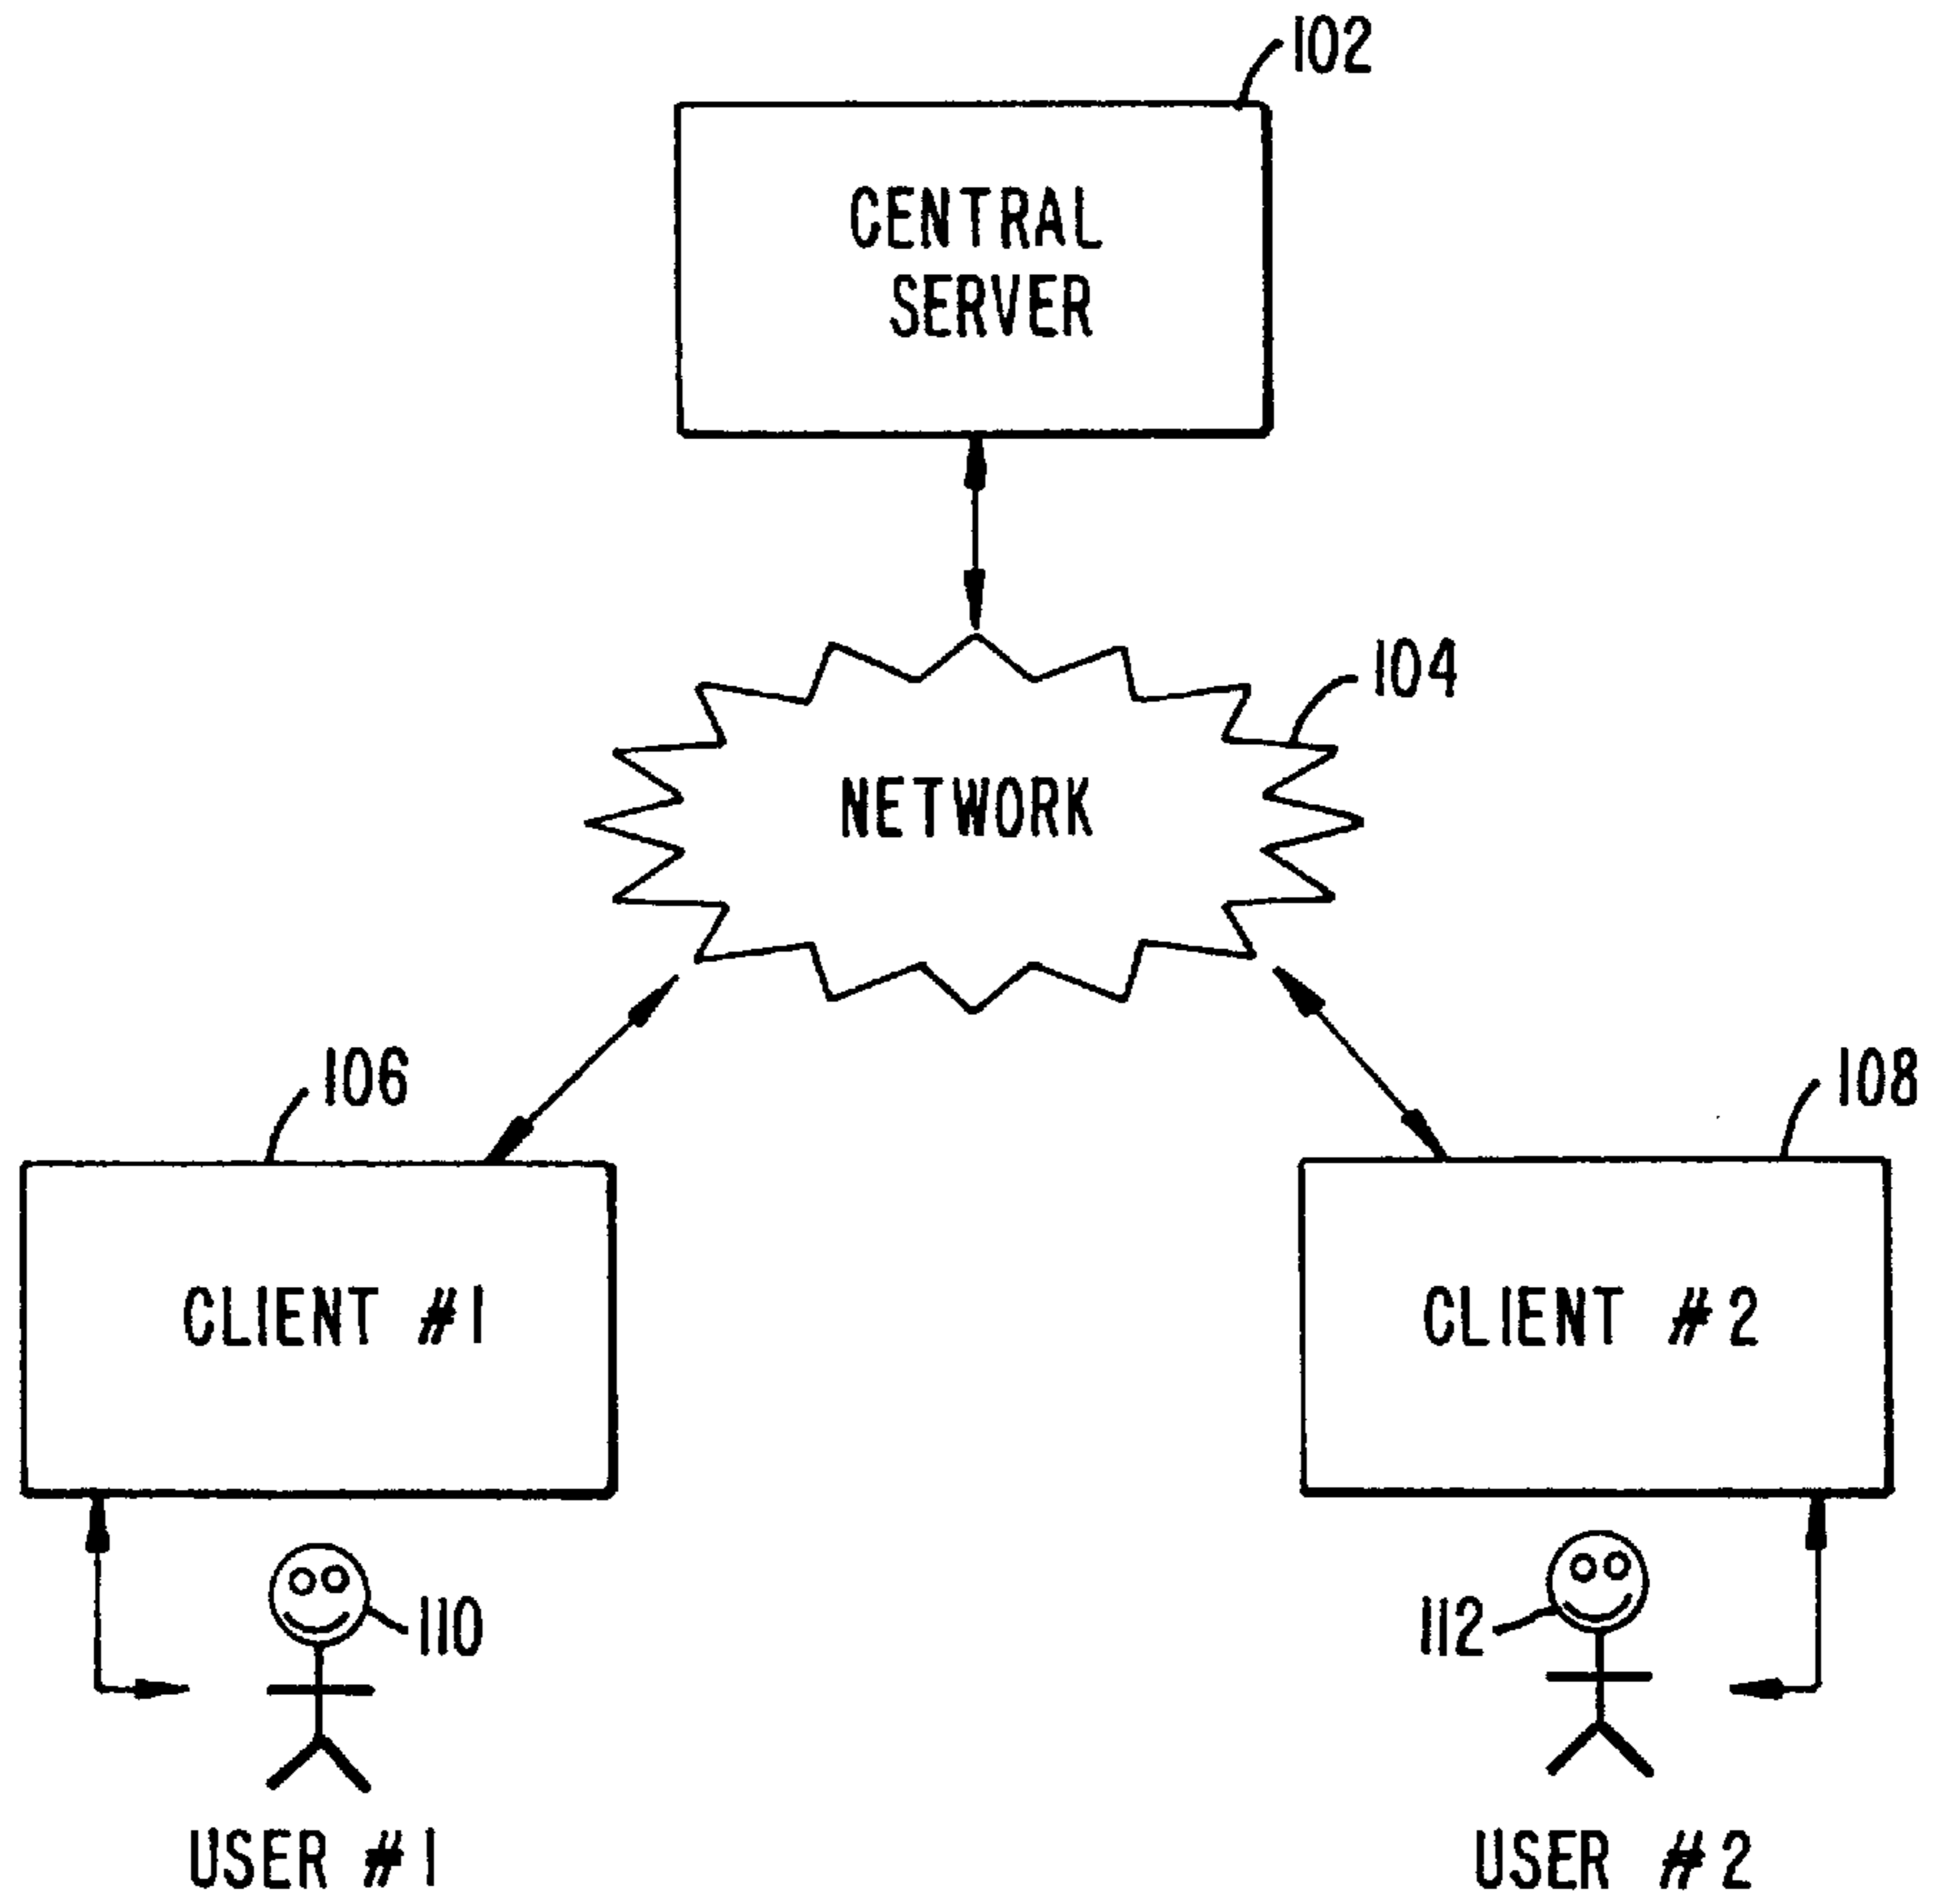 102
CENTRAL
SERVER
104
NETWORK
106
108
CLIENT #1
CLIENT #2
110
112
USER #1
USER #2